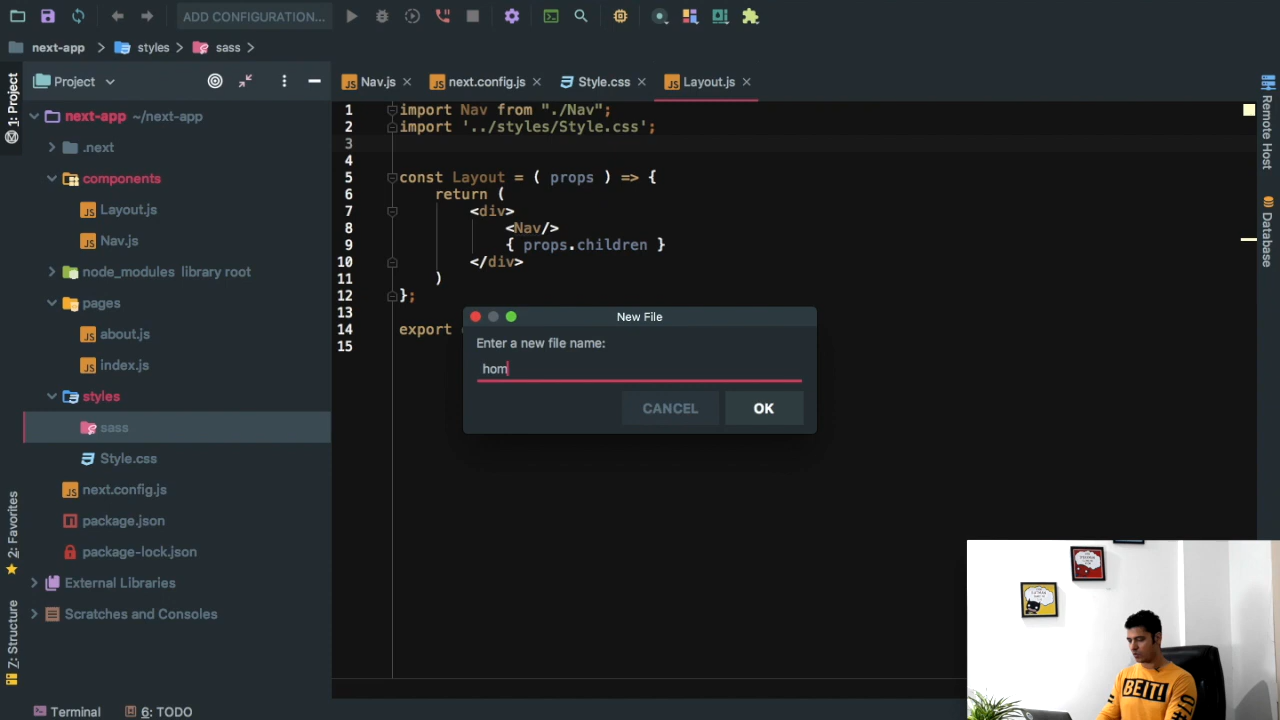 ADD CONFIGURATION...
next-app
styles
sass
1: Project
Project
next-app ~/next-app
.next
components
Layout.js
Nav.js
node_modules library root
pages
about.js
index.js
styles
sass
Style.css
next.config.js
package.json
package-lock.json
External Libraries
Scratches and Consoles
2: Favorites
Z: Structure
Nav.js
next.config.js
Style.css
Layout.js
1 import Nav from "./Nav";
2 import '../styles/Style.css';
3
4
5 const Layout = ( props ) => {
6 return (
7 <div>
8 <Nav/>
9 { props.children }
10 </div>
11 )
12 };
13
14 export
15
New File
Enter a new file name:
hom
CANCEL
OK
Remote Host
Database
Terminal
6: TODO
BEIT!